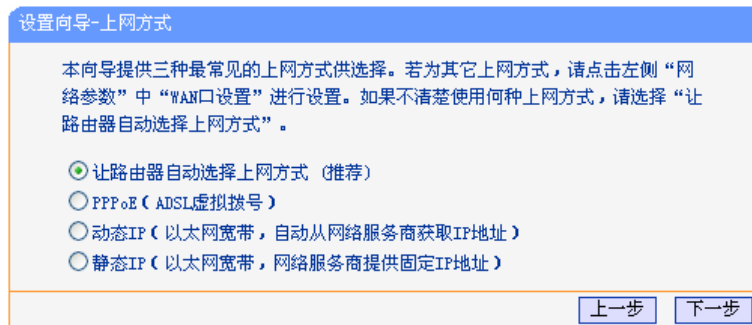 设置向导-上网方式
本向导提供三种最常见的上网方式供选择。若为其它上网方式，请点击左侧“网
络参数”中“WAN口设置”进行设置。如果不清楚使用何种上网方式，请选择“让
路由器自动选择上网方式”。
让路由器自动选择上网方式（推荐）
PPPoE（ADSL虚拟拨号）
动态IP（以太网宽带，自动从网络服务商获取IP地址）
静态IP（以太网宽带，网络服务商提供固定IP地址）
上一步 下一步